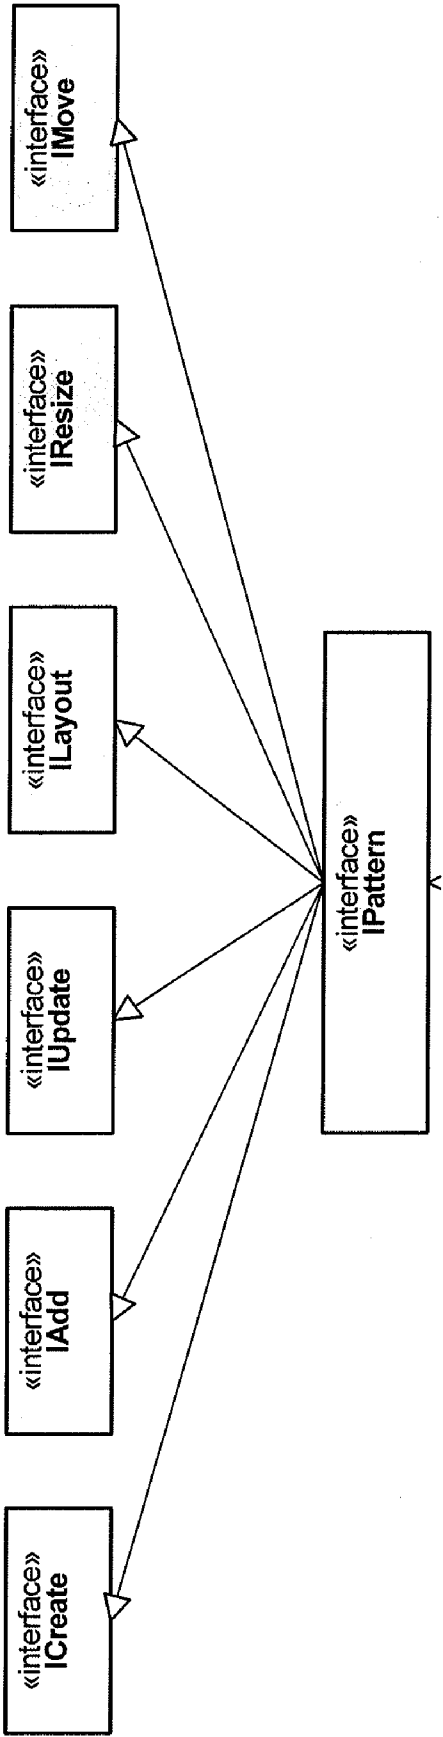 «interface»
ICreate
«interface»
IAdd
«interface»
IUpdate
«interface»
ILayout
«interface»
IResize
«interface»
IMove
«interface»
IPattern